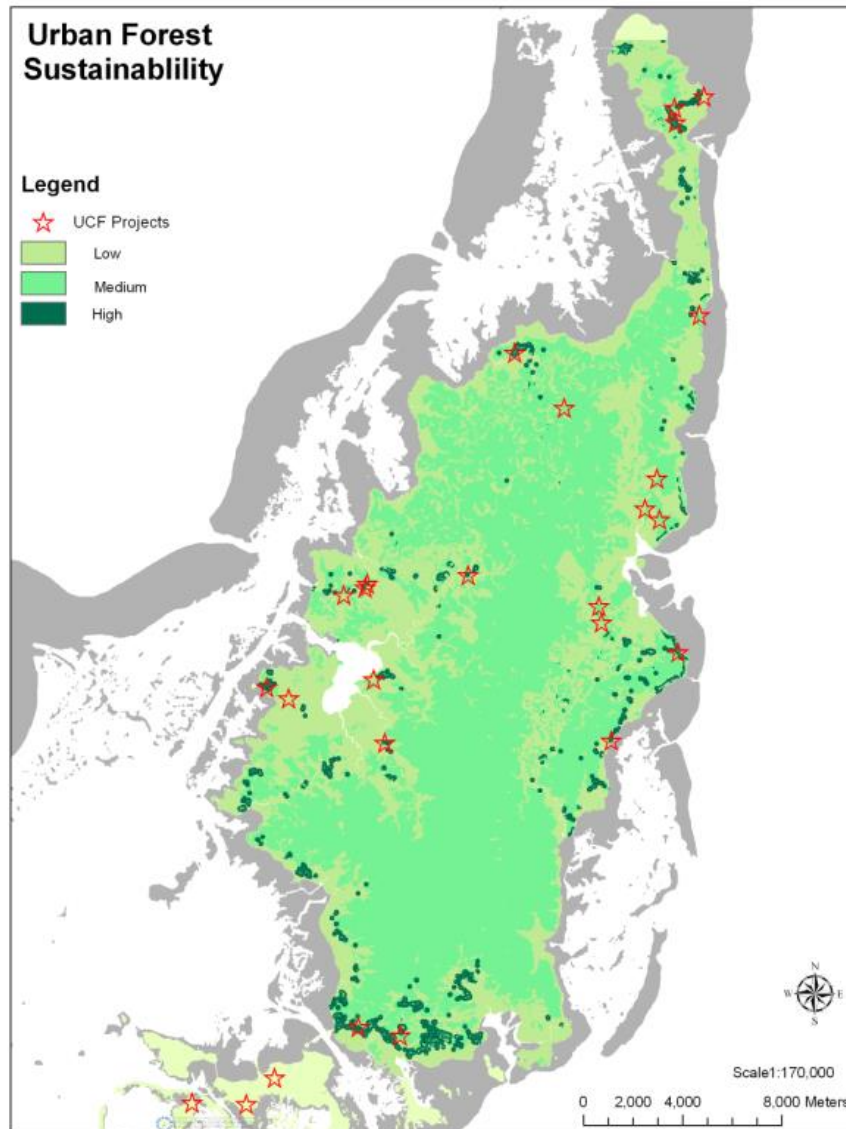 Urban Forest
Sustainablility
Legend
UCF Projects
Low
Medium
High
N
W E
S
Scale1:170,000
0 2,000 4,000 8,000 Meters